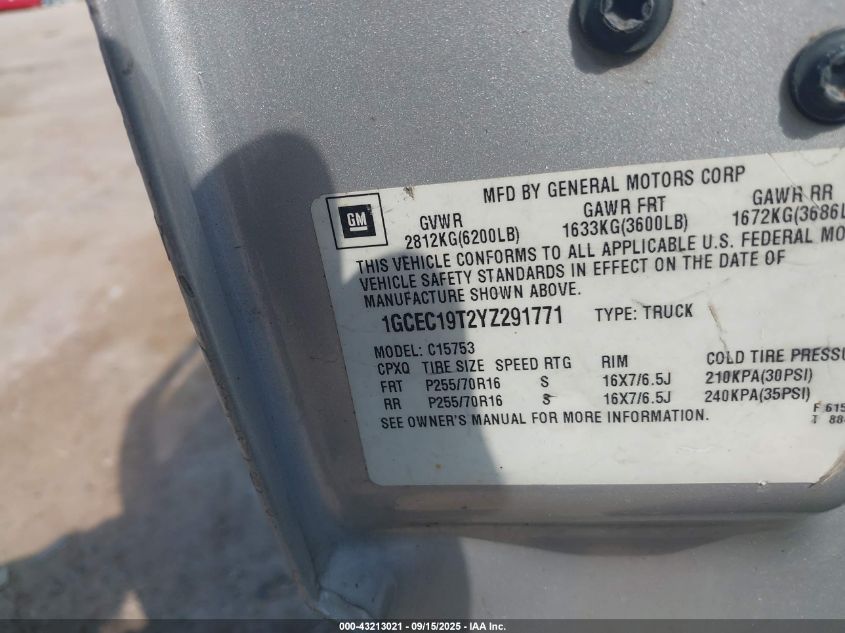 MFD BY GENERAL MOTORS CORP
GM
GVWR GAWR FRT GAWR RR
2812KG(6200LB) 1633KG(3600LB) 1672KG(3686L
THIS VEHICLE CONFORMS TO ALL APPLICABLE U.S. FEDERAL MO
VEHICLE SAFETY STANDARDS IN EFFECT ON THE DATE OF
MANUFACTURE SHOWN ABOVE.
1GCEC19T2YZ291771 TYPE: TRUCK
MODEL: C15753
CPXQ TIRE SIZE SPEED RTG RIM COLD TIRE PRESSU
FRT P255/70R16 S 16X7/6.5J 210KPA(30PSI)
RR P255/70R16 S 16X7/6.5J 240KPA(35PSI)
SEE OWNER'S MANUAL FOR MORE INFORMATION.
F 615
T 88
000-43213021 - 09/15/2025 - IAA Inc.